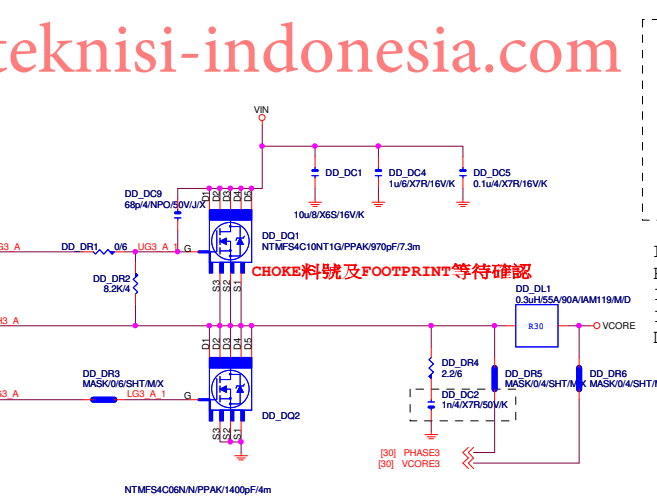 teknisi-indonesia.com
VIN
DD_DC9
68p/4/NPO/50V/J/X
D1 D2 D3 D4 D5
DD_DC1
10u/8/X6S/16V/K
DD_DC4
1u/6/X7R/16V/K
DD_DC5
0.1u/4/X7R/16V/K
G3_A
DD_DR1 0/6
UG3_A_1
G
DD_DQ1
NTMFS4C10NT1G/PPAK/970pF/7.3m
S3 S2 S1
CHOKE料號及FOOTPRINT等待確認
DD_DR2
8.2K/4
DD_DL1
0.3uH/55A/90A/IAM119/M/D
R30
VCORE
H3_A
D1 D2 D3 D4 D5
DD_DR3
MASK/0/6/SHT/M/X
G3_A
LG3_A_1
G
DD_DQ2
S3 S2 S1
NTMFS4C06N/N/PPAK/1400pF/4m
DD_DR4
2.2/6
DD_DC2
1n/4/X7R/50V/K
DD_DR5
MASK/0/4/SHT/M/X
DD_DR6
MASK/0/4/SHT/
[30] PHASE3
[30] VCORE3